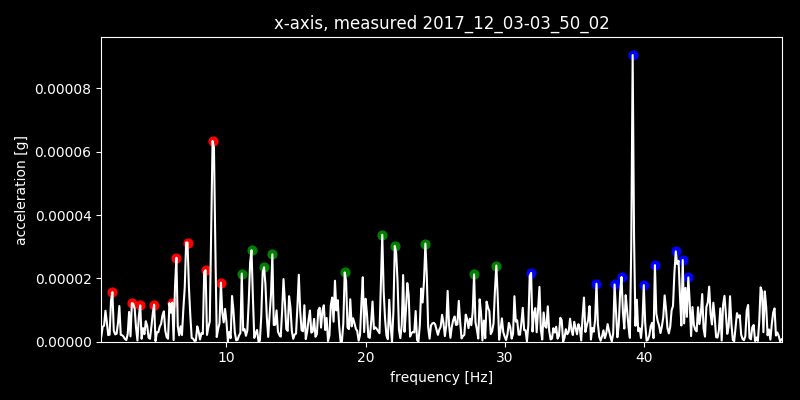 x-axis, measured 2017_12_03-03_50_02
0.00008
0.00006
0.00004
0.00002
0.00000
acceleration [g]
10 20 30 40
frequency [Hz]